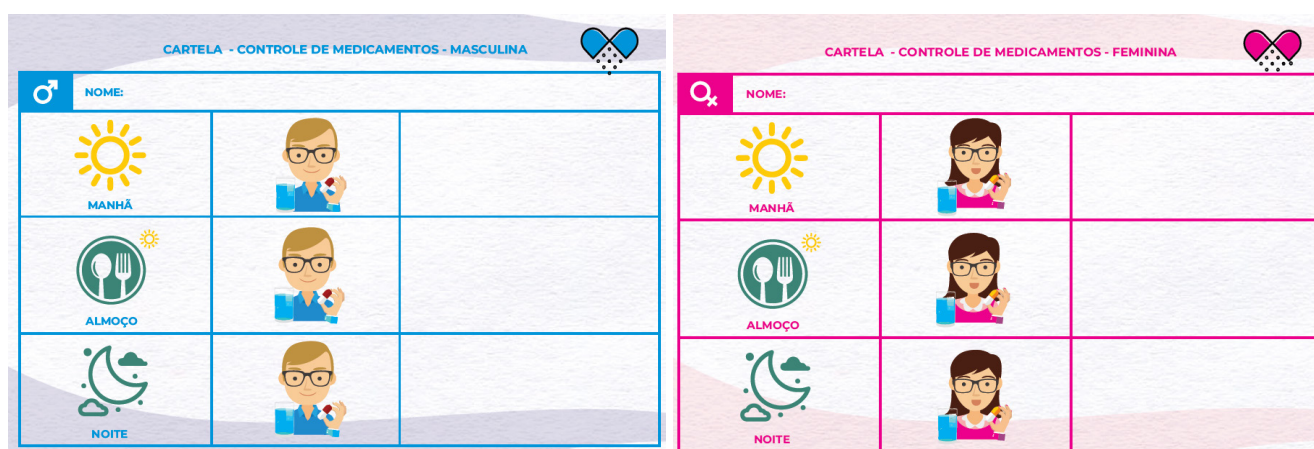 CARTELA - CONTROLE DE MEDICAMENTOS - MASCULINA
NOME:
MANHÃ
ALMOÇO
NOITE
CARTELA - CONTROLE DE MEDICAMENTOS - FEMININA
NOME:
MANHÃ
ALMOÇO
NOITE